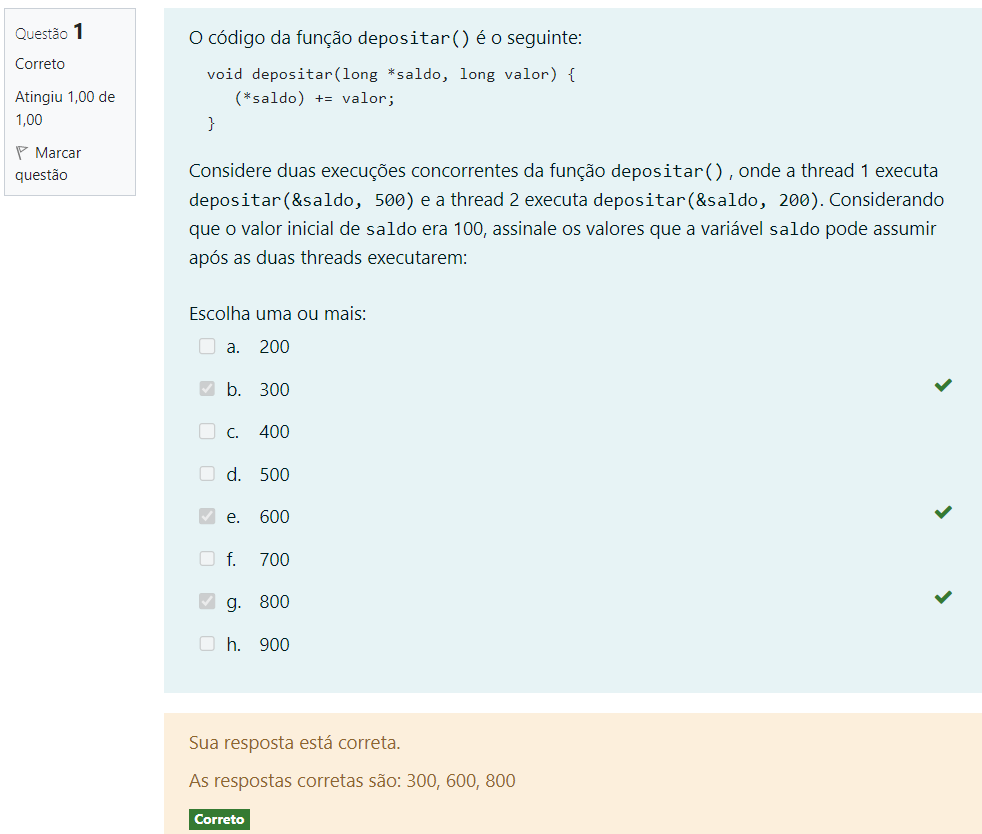 Questão 1
Correto
Atingiu 1,00 de
1,00
Marcar
questão
O código da função depositar() é o seguinte:
void depositar(long *saldo, long valor) {
(*saldo) += valor;
}
Considere duas execuções concorrentes da função depositar() , onde a thread 1 executa
depositar(&saldo, 500) e a thread 2 executa depositar(&saldo, 200). Considerando
que o valor inicial de saldo era 100, assinale os valores que a variável saldo pode assumir
após as duas threads executarem:
Escolha uma ou mais:
a. 200
b. 300
c. 400
d. 500
e. 600
f. 700
g. 800
h. 900
Sua resposta está correta.
As respostas corretas são: 300, 600, 800
Correto